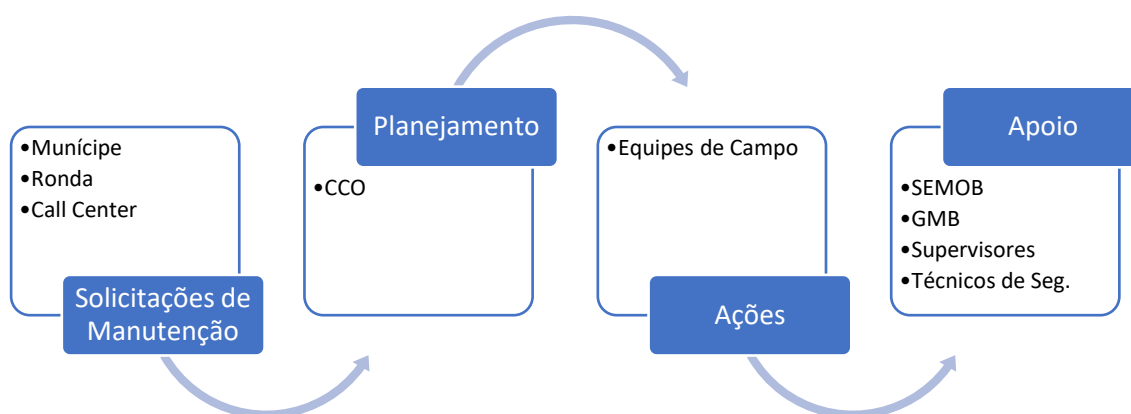 •Munícipe
•Ronda
•Call Center
Solicitações de
Manutenção
Planejamento
•CCO
•Equipes de Campo
Ações
Apoio
•SEMOB
•GMB
•Supervisores
•Técnicos de Seg.